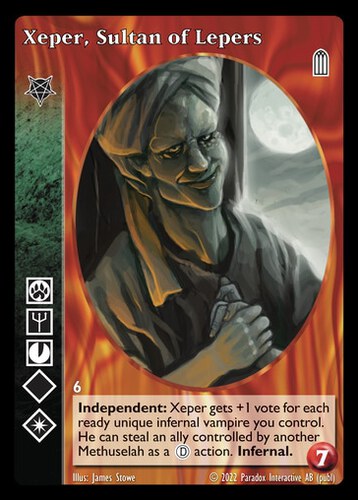 Xeper, Sultan of Lepers
6
Independent: Xeper gets +1 vote for each
ready unique infernal vampire you control.
He can steal an ally controlled by another
Methuselah as a Ⓓ action. Infernal.
7
Illus: James Stowe
© 2022 Paradox Interactive AB (publ)